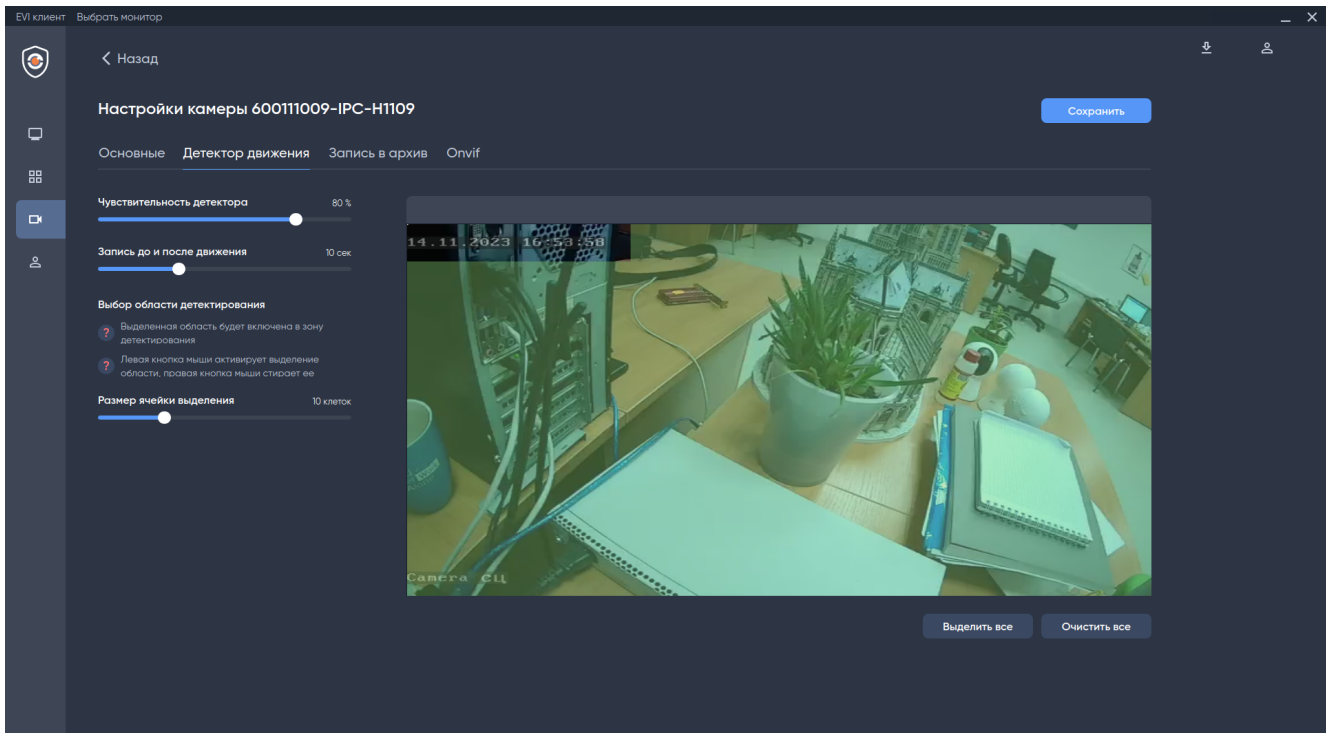 EVI клиент Выбрать монитор
Назад
Настройки камеры 600111009-IPC-H1109
Сохранить
Основные Детектор движения Запись в архив Onvif
Чувствительность детектора 80 %
Запись до и после движения 10 сек
Выбор области детектирования
? Выделенная область будет включена в зону
детектирования
? Левая кнопка мыши активирует выделение
области, правая кнопка мыши стирает ее
Размер ячейки выделения 10 клеток
14.11.2023 16:53:58
Camera СЦ
Выделить все Очистить все